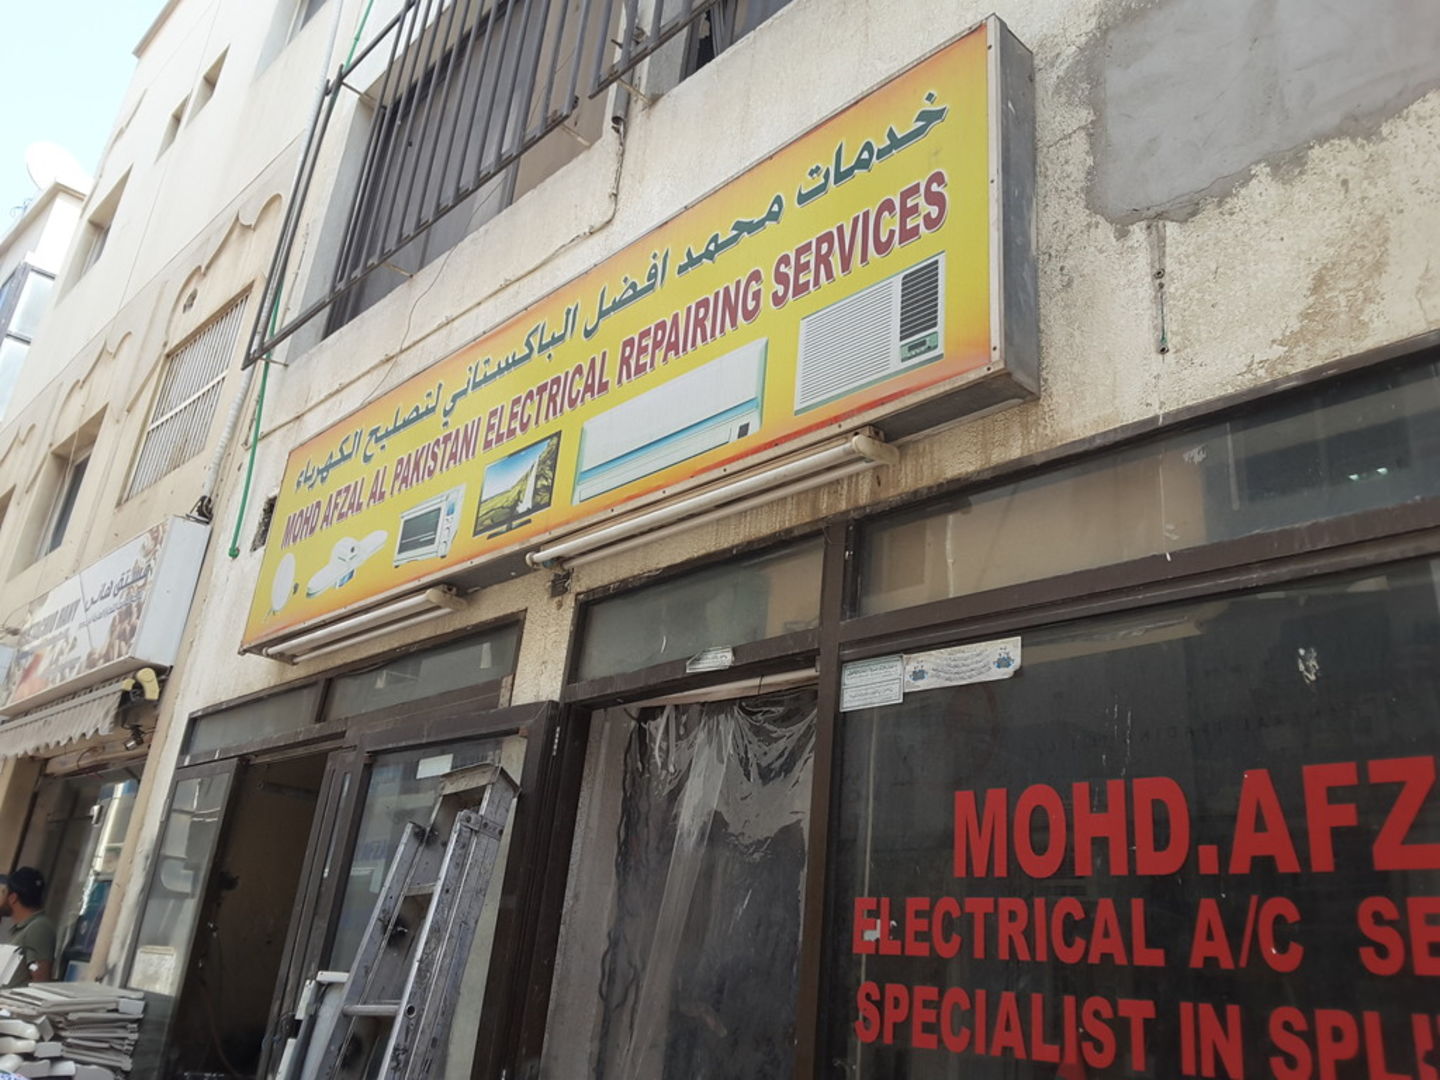 خدمات محمد افضل الباكستاني لتصليح الكهرباء
MOHD AFZAL AL PAKISTANI ELECTRICAL REPAIRING SERVICES
MOHD.AFZ
ELECTRICAL A/C SE
SPECIALIST IN SPLI